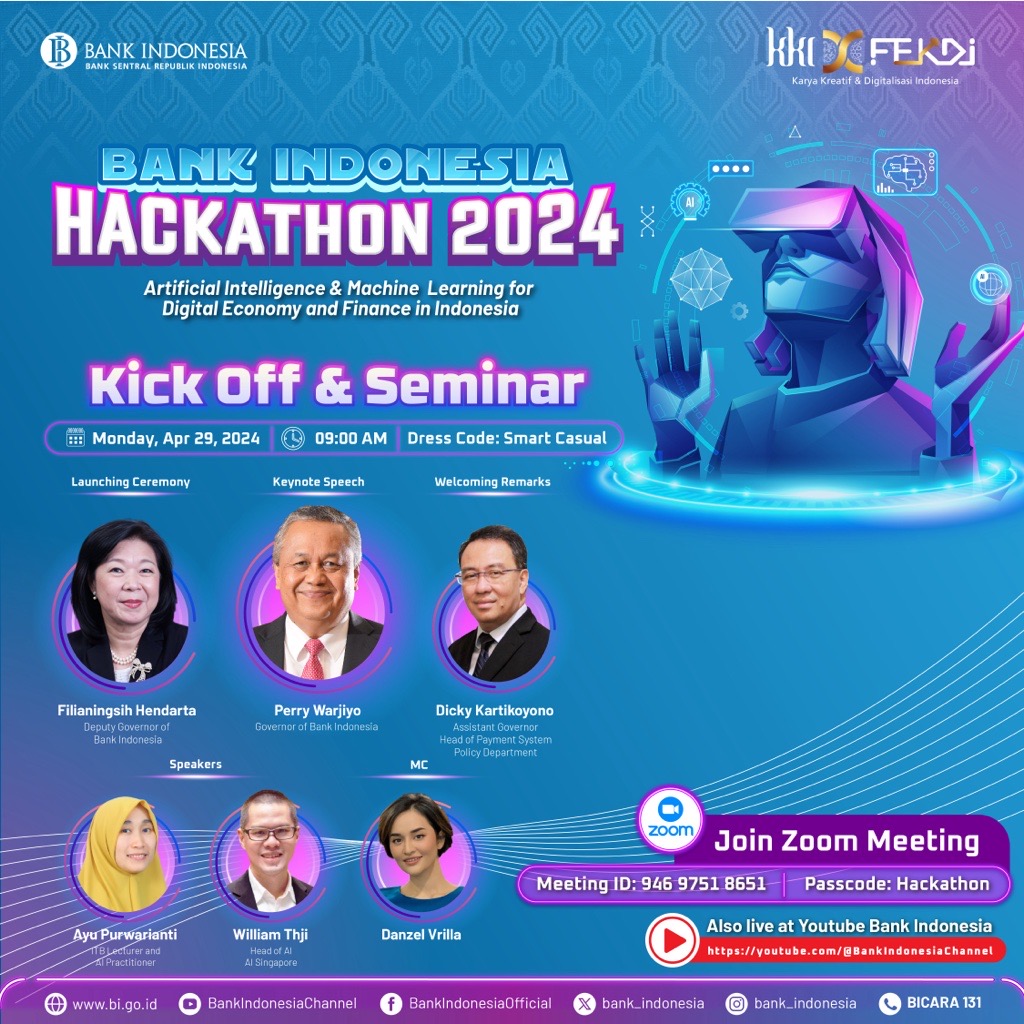 BANK INDONESIA
BANK SENTRAL REPUBLIK INDONESIA
KKI X FEKDI
Karya Kreatif & Digitalisasi Indonesia
BANK INDONESIA
HACKATHON 2024
Artificial Intelligence & Machine Learning for
Digital Economy and Finance in Indonesia
AI
AI
Kick Off & Seminar
Monday, Apr 29, 2024 09:00 AM Dress Code: Smart Casual
Launching Ceremony Keynote Speech Welcoming Remarks
Filianingsih Hendarta
Deputy Governor of
Bank Indonesia
Perry Warjiyo
Governor of Bank Indonesia
Dicky Kartikoyono
Assistant Governor
Head of Payment System
Policy Department
Speakers MC
Ayu Purwarianti
ITB Lecturer and
AI Practitioner
William Thji
Head of AI
AI Singapore
Danzel Vrilla
zoom
Join Zoom Meeting
Meeting ID: 946 9751 8651 Passcode: Hackathon
Also live at Youtube Bank Indonesia
https://youtube.com/@BankIndonesiaChannel
www.bi.go.id BankIndonesiaChannel BankIndonesiaOfficial bank_indonesia bank_indonesia BICARA 131